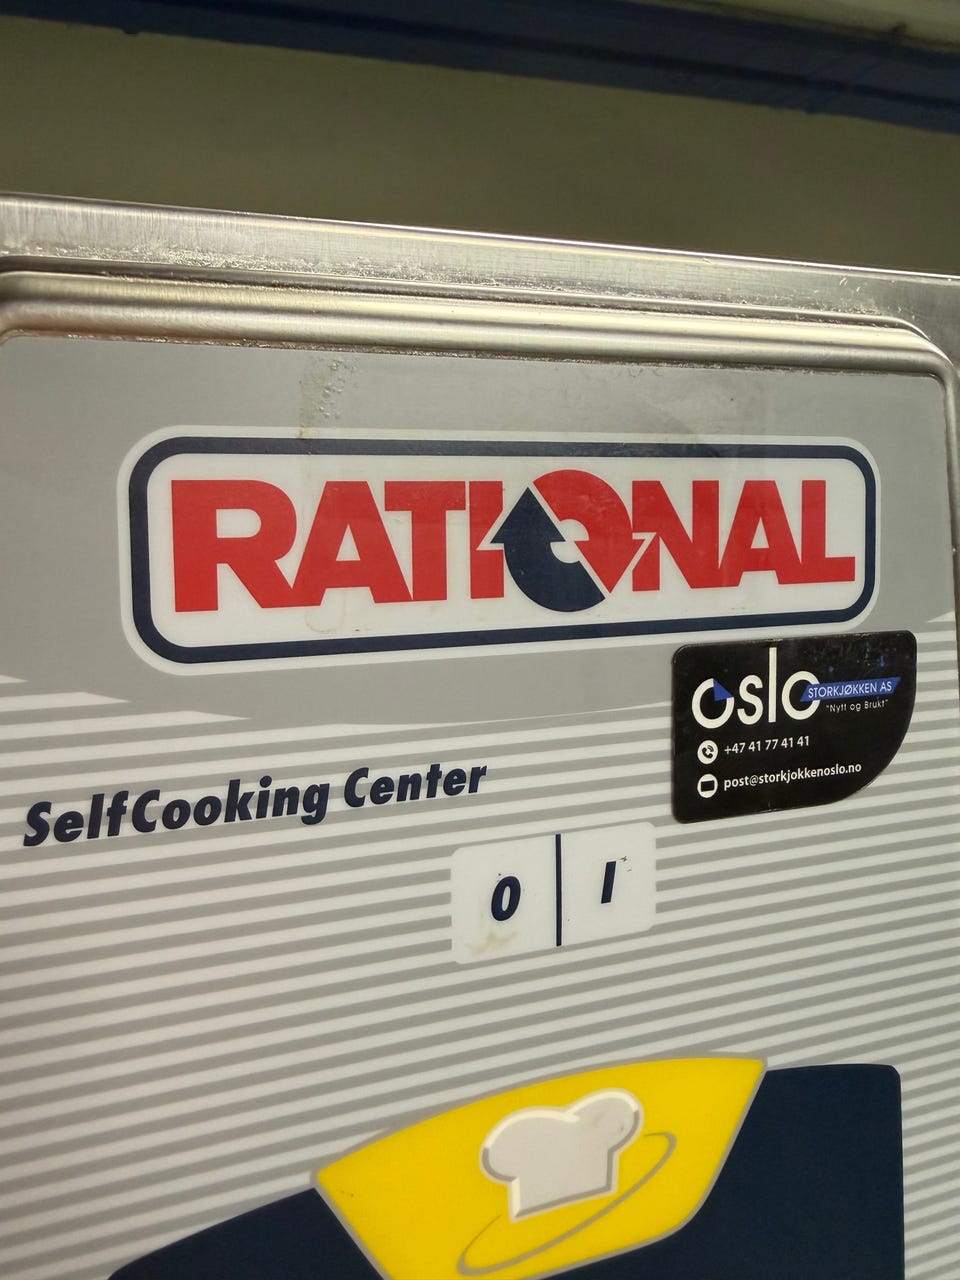 RATIONAL
oslo
STORKJØKKEN AS
"Nytt og Brukt"
+47 41 77 41 41
post@storkjokkenoslo.no
SelfCooking Center
0 | I